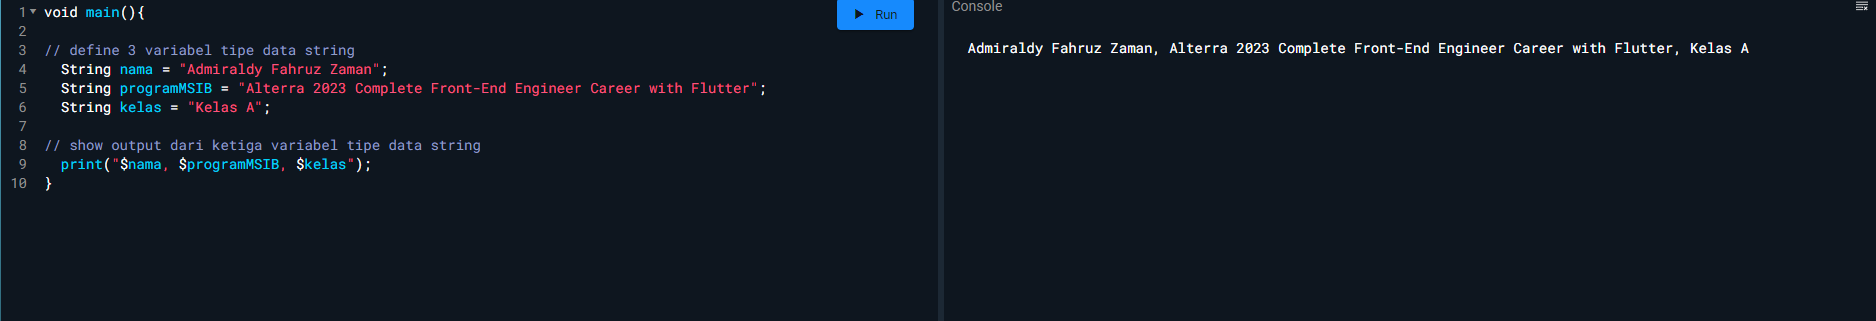 1 void main(){
2
3 // define 3 variabel tipe data string
4 String nama = "Admiraldy Fahruz Zaman";
5 String programMSIB = "Alterra 2023 Complete Front-End Engineer Career with Flutter";
6 String kelas = "Kelas A";
7
8 // show output dari ketiga variabel tipe data string
9 print("$nama, $programMSIB, $kelas");
10 }
Run
Console
Admiraldy Fahruz Zaman, Alterra 2023 Complete Front-End Engineer Career with Flutter, Kelas A